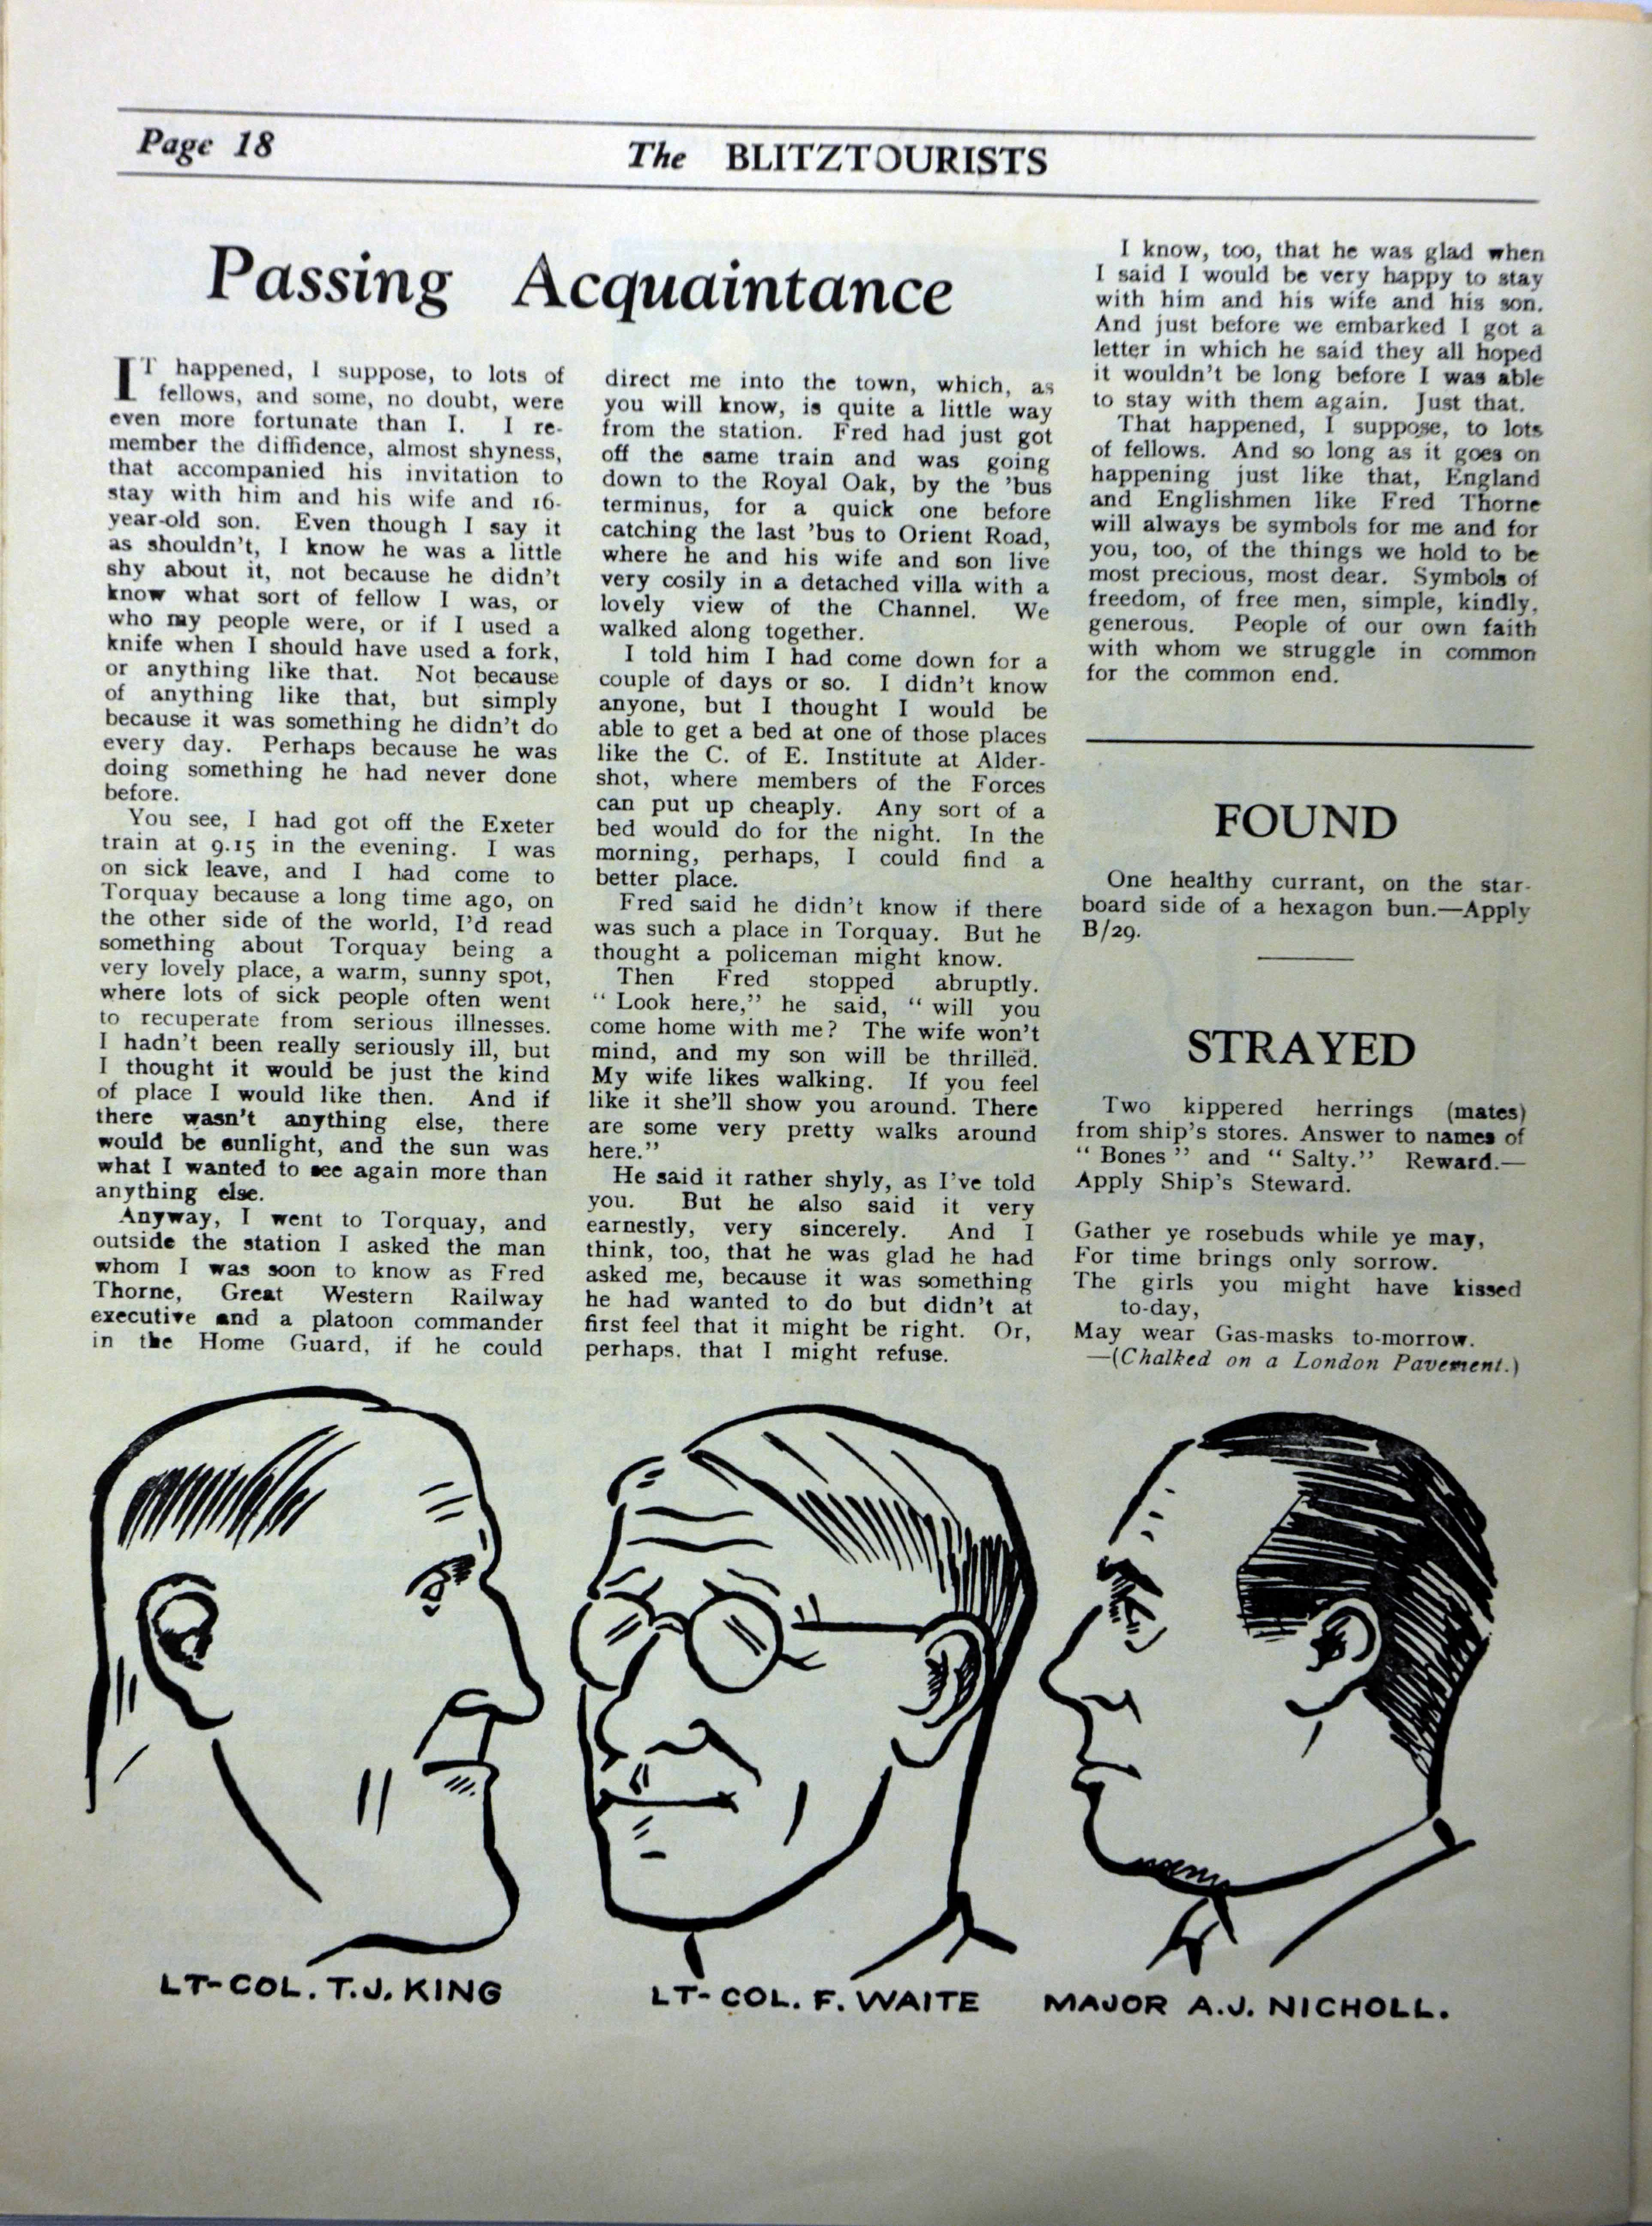 Page 18
The BLITZTOURISTS
Passing Acquaintance
IT happened, I suppose, to lots of
fellows, and some, no doubt, were
even more fortunate than I. I re-
member the diffidence, almost shyness,
that accompanied his invitation to
stay with him and his wife and 16-
year-old son. Even though I say it
as shouldn't, I know he was a little
shy about it, not because he didn't
know what sort of fellow I was, or
who my people were, or if I used a
knife when I should have used a fork,
or anything like that. Not because
of anything like that, but simply
because it was something he didn't do
every day. Perhaps because he was
doing something he had never done
before.
You see, I had got off the Exeter
train at 9.15 in the evening. I was
on sick leave, and I had come to
Torquay because a long time ago, on
the other side of the world, I'd read
something about Torquay being a
very lovely place, a warm, sunny spot,
where lots of sick people often went
to recuperate from serious illnesses.
I hadn't been really seriously ill, but
I thought it would be just the kind
of place I would like then. And if
there wasn't anything else, there
would be sunlight, and the sun was
what I wanted to see again more than
anything else.
Anyway, I went to Torquay, and
outside the station I asked the man
whom I was soon to know as Fred
Thorne, Great Western Railway
executive and a platoon commander
in the Home Guard, if he could
direct me into the town, which, as
you will know, is quite a little way
from the station. Fred had just got
off the same train and was going
down to the Royal Oak, by the 'bus
terminus, for a quick one before
catching the last 'bus to Orient Road,
where he and his wife and son live
very cosily in a detached villa with a
lovely view of the Channel. We
walked along together.
I told him I had come down for a
couple of days or so. I didn't know
anyone, but I thought I would be
able to get a bed at one of those places
like the C. of E. Institute at Alder-
shot, where members of the Forces
can put up cheaply. Any sort of a
bed would do for the night. In the
morning, perhaps, I could find a
better place.
Fred said he didn't know if there
was such a place in Torquay. But he
thought a policeman might know.
Then Fred stopped abruptly.
"Look here," he said, "will you
come home with me? The wife won't
mind, and my son will be thrilled.
My wife likes walking. If you feel
like it she'll show you around. There
are some very pretty walks around
here."
He said it rather shyly, as I've told
you. But he also said it very
earnestly, very sincerely. And I
think, too, that he was glad he had
asked me, because it was something
he had wanted to do but didn't at
first feel that it might be right. Or,
perhaps, that I might refuse.
I know, too, that he was glad when
I said I would be very happy to stay
with him and his wife and his son.
And just before we embarked I got a
letter in which he said they all hoped
it wouldn't be long before I was able
to stay with them again. Just that.
That happened, I suppose, to lots
of fellows. And so long as it goes on
happening just like that, England
and Englishmen like Fred Thorne
will always be symbols for me and for
you, too, of the things we hold to be
most precious, most dear. Symbols of
freedom, of free men, simple, kindly,
generous. People of our own faith
with whom we struggle in common
for the common end.
FOUND
One healthy currant, on the star-
board side of a hexagon bun.—Apply
B/29.
STRAYED
Two kippered herrings (mates)
from ship's stores. Answer to names of
"Bones" and "Salty." Reward.—
Apply Ship's Steward.
Gather ye rosebuds while ye may,
For time brings only sorrow.
The girls you might have kissed
to-day,
May wear Gas-masks to-morrow.
—(Chalked on a London Pavement.)
LT-COL. T.J. KING
LT-COL. F. WAITE
MAJOR A.J. NICHOLL.